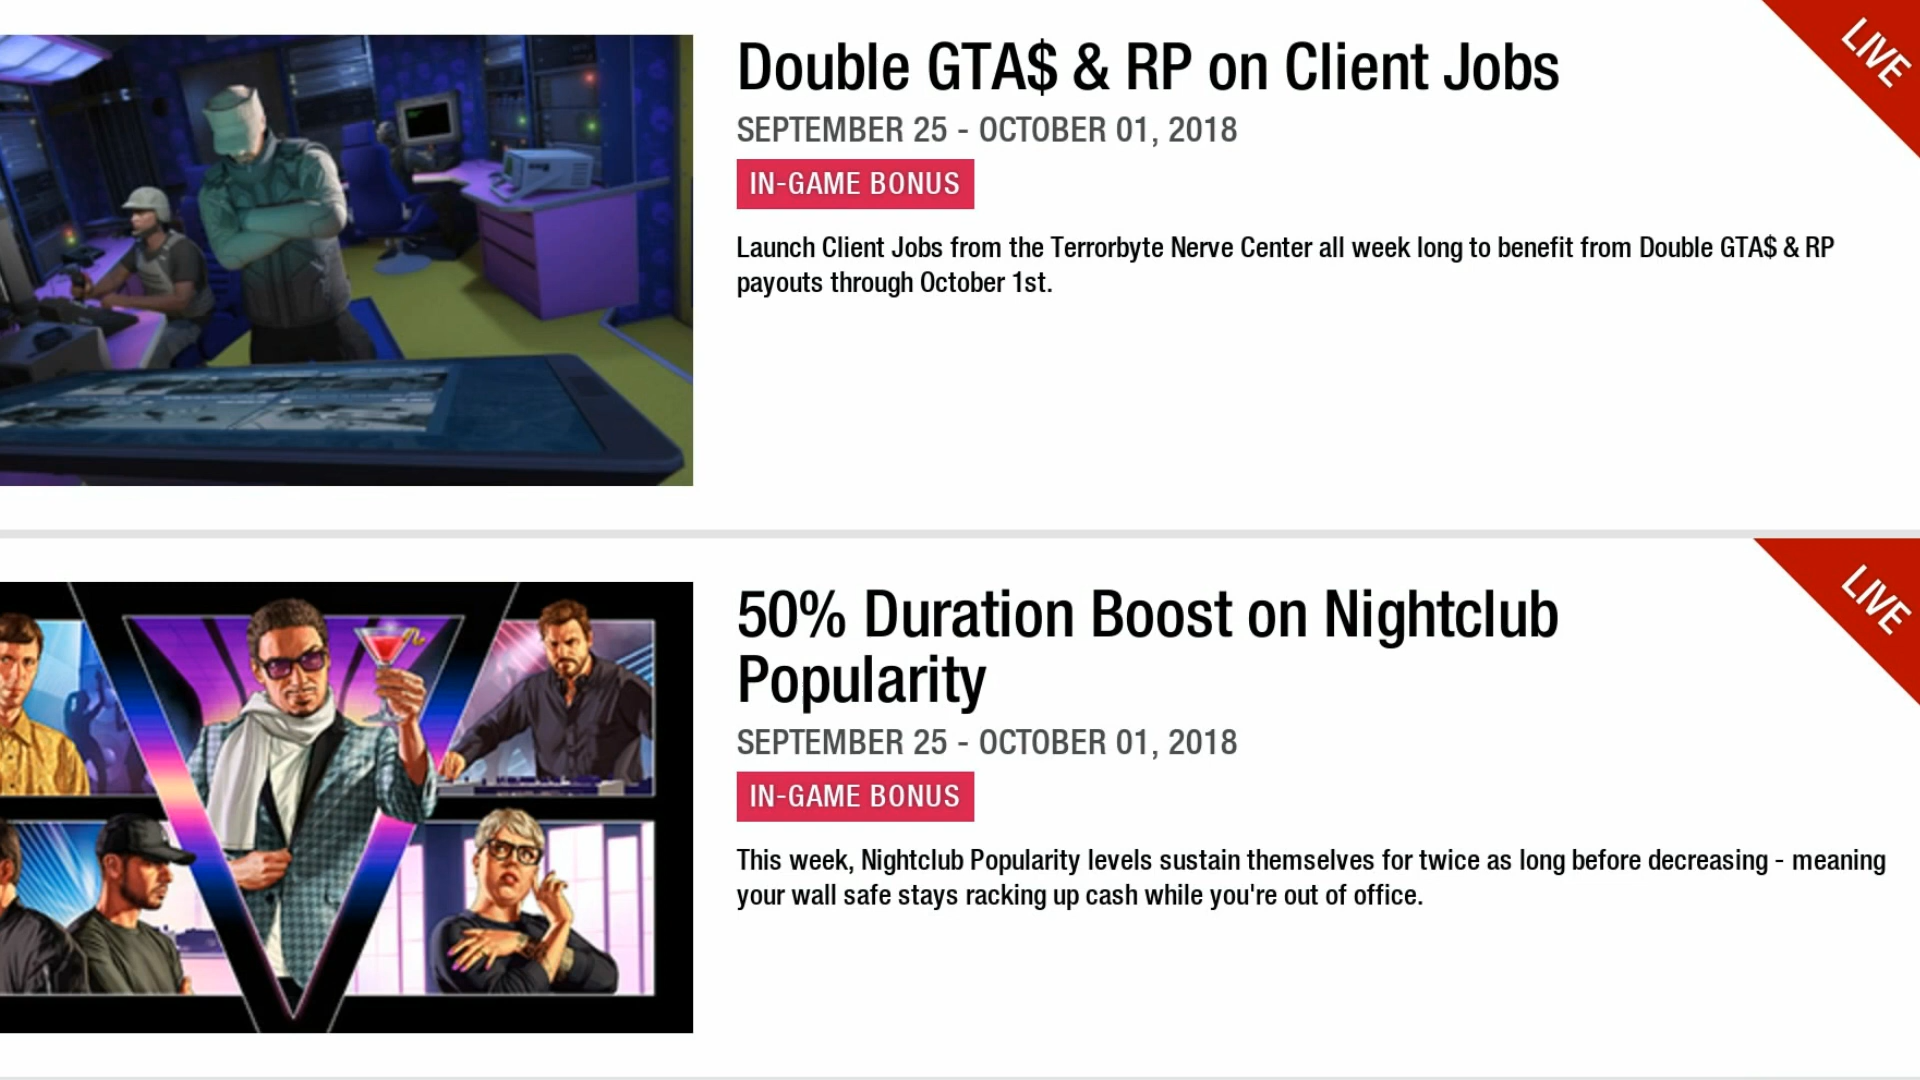 Double GTA$ & RP on Client Jobs
SEPTEMBER 25 - OCTOBER 01, 2018
IN-GAME BONUS
Launch Client Jobs from the Terrorbyte Nerve Center all week long to benefit from Double GTA$ & RP
payouts through October 1st.
LIVE
50% Duration Boost on Nightclub
Popularity
SEPTEMBER 25 - OCTOBER 01, 2018
IN-GAME BONUS
This week, Nightclub Popularity levels sustain themselves for twice as long before decreasing - meaning
your wall safe stays racking up cash while you're out of office.
LIVE